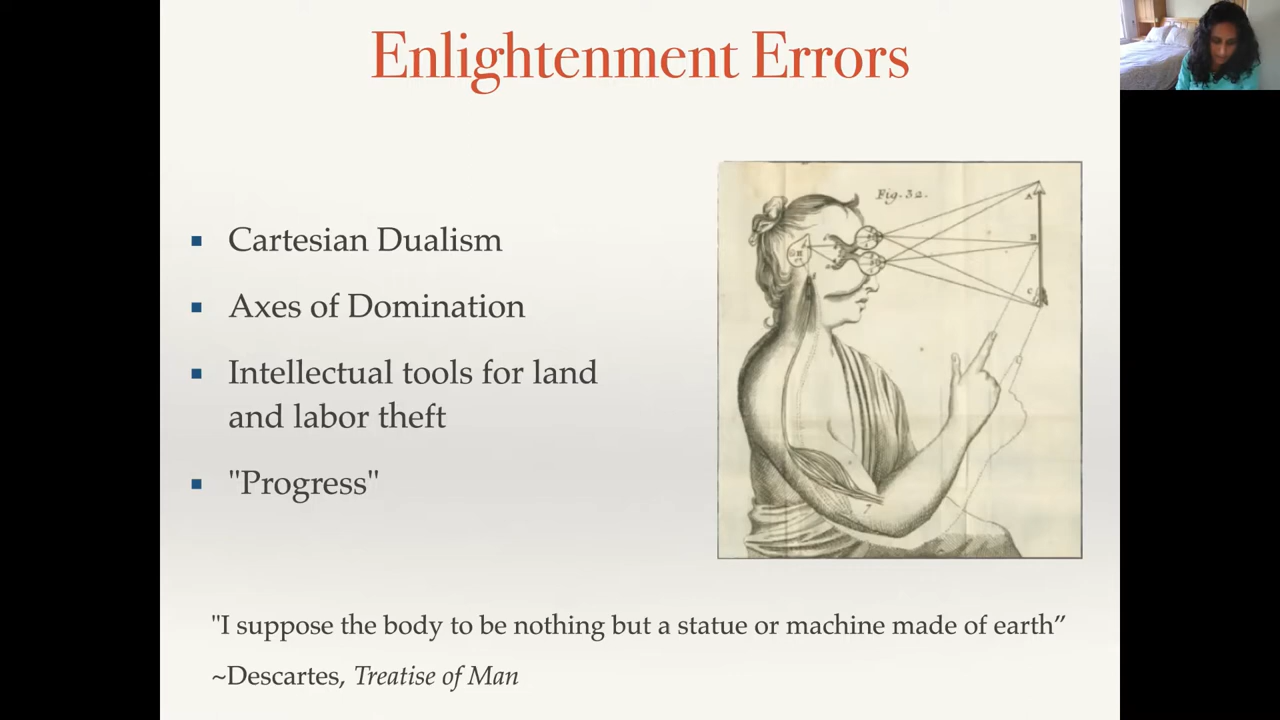 Enlightenment Errors
Cartesian Dualism
Axes of Domination
Intellectual tools for land
and labor theft
"Progress"
Fig. 32.
A
B
C
7
"I suppose the body to be nothing but a statue or machine made of earth”
~Descartes, Treatise of Man